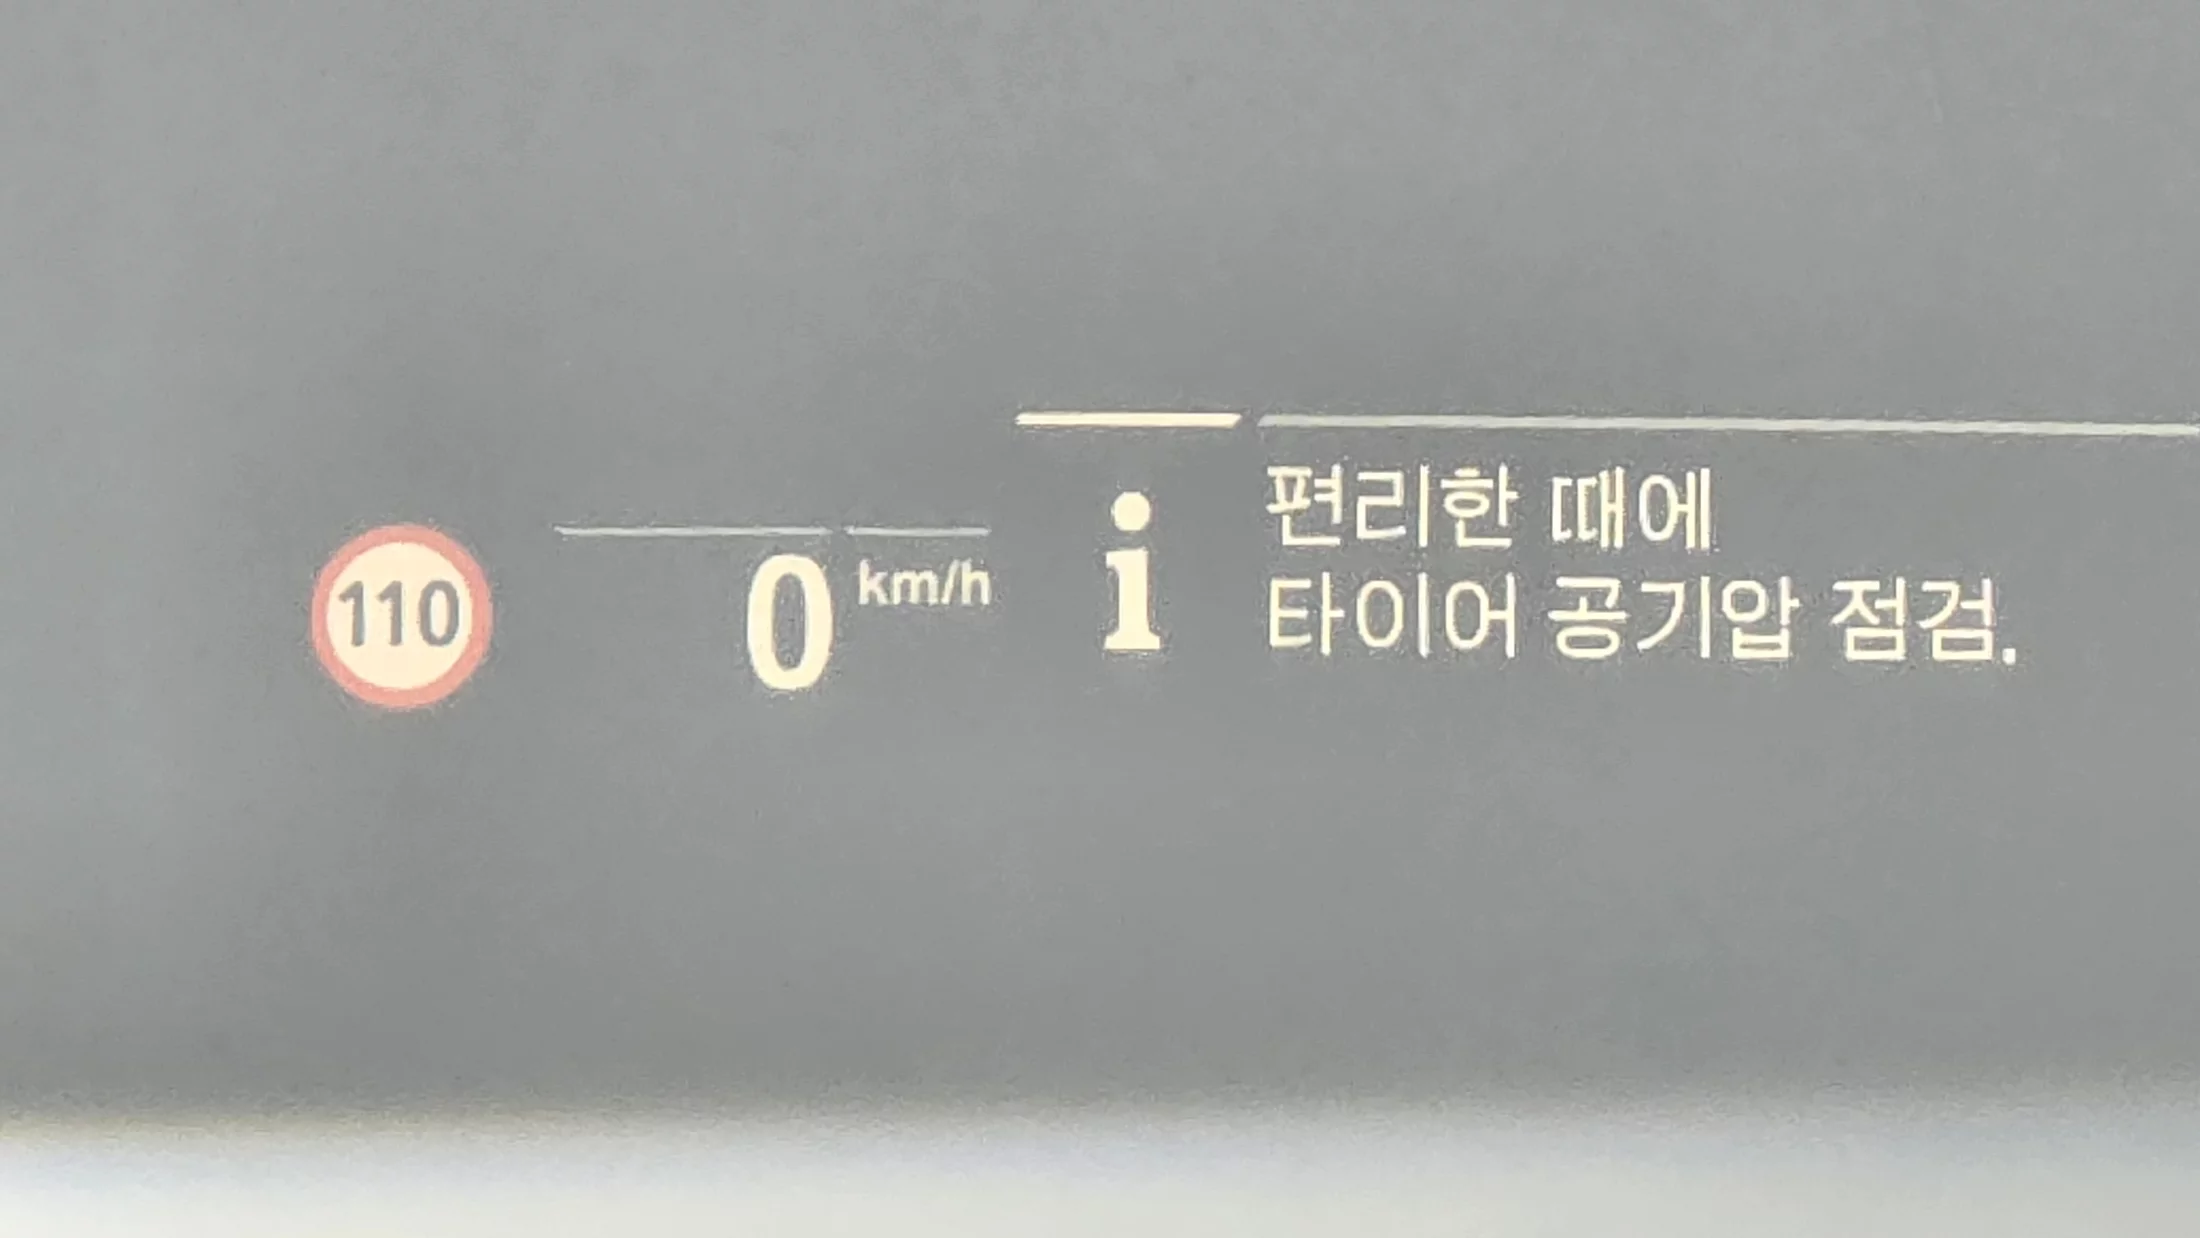 110
0 km/h
i
편리한 때에
타이어 공기압 점검.